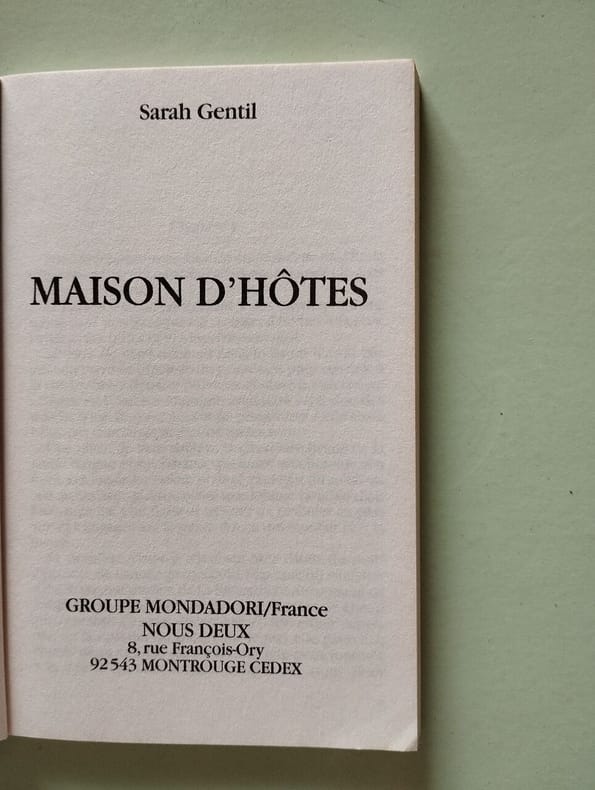 Sarah Gentil
MAISON D'HÔTES
GROUPE MONDADORI/France
NOUS DEUX
8, rue François-Ory
92543 MONTROUGE CEDEX